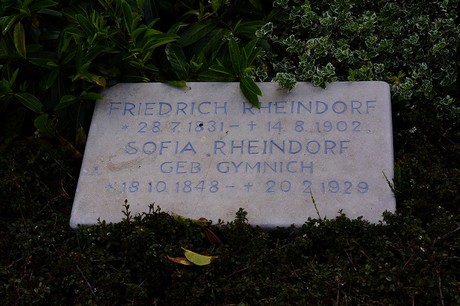 FRIEDRICH RHEINDORF
* 28 7. 1831 - + 14. 8. 1902
SOFIA RHEINDORF
GEB GYMNICH
* 18. 10. 1848 - + 20 2 1929